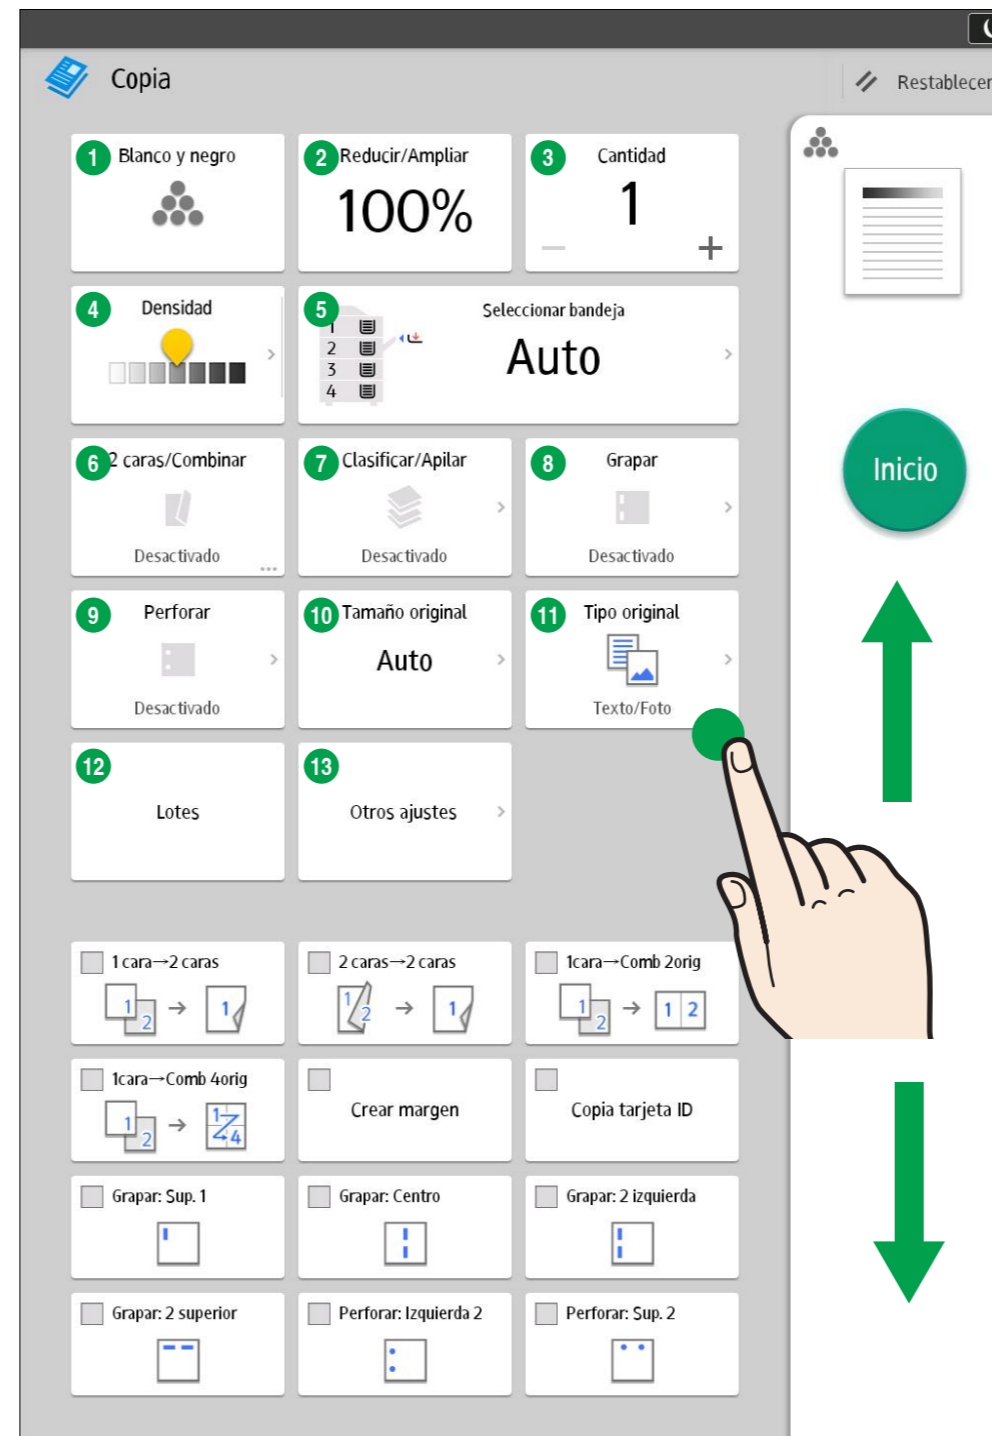 Copia
Restablecer
1 Blanco y negro
2 Reducir/Ampliar
100%
3 Cantidad
1
− +
4 Densidad
5 Seleccionar bandeja
Auto
1
2
3
4
6 2 caras/Combinar
Desactivado
7 Clasificar/Apilar
Desactivado
8 Grapar
Desactivado
Inicio
9 Perforar
Desactivado
10 Tamaño original
Auto
11 Tipo original
Texto/Foto
12
Lotes
13
Otros ajustes
1 cara→2 caras
1 2 → 1
2 caras→2 caras
1 2 → 1
1cara→Comb 2orig
1 2 → 1 2
1cara→Comb 4orig
1 2 → 1 4
Crear margen
Copia tarjeta ID
Grapar: Sup. 1
Grapar: Centro
Grapar: 2 izquierda
Grapar: 2 superior
Perforar: Izquierda 2
Perforar: Sup. 2